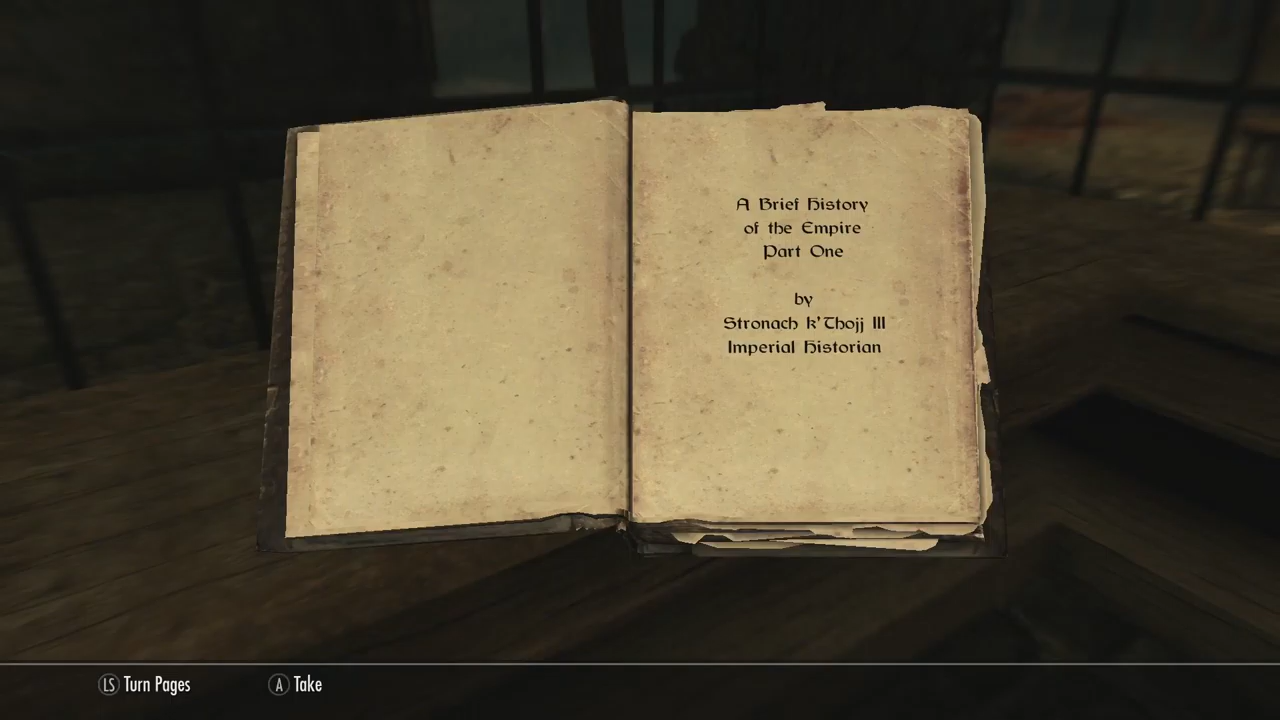 A Brief History
of the Empire
Part One
by
Stronach k'Thojj III
Imperial Historian
LS Turn Pages
A Take